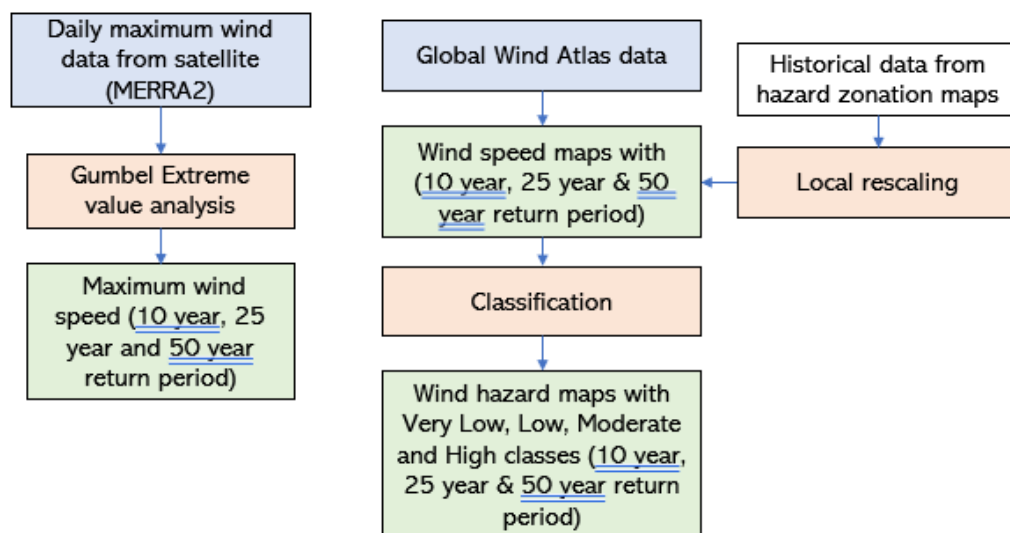 Daily maximum wind
data from satellite
(MERRA2)
Gumbel Extreme
value analysis
Maximum wind
speed (10 year, 25
year and 50 year
return period)
Global Wind Atlas data
Wind speed maps with
(10 year, 25 year & 50
year return period)
Classification
Wind hazard maps with
Very Low, Low, Moderate
and High classes (10 year,
25 year & 50 year return
period)
Historical data from
hazard zonation maps
Local rescaling